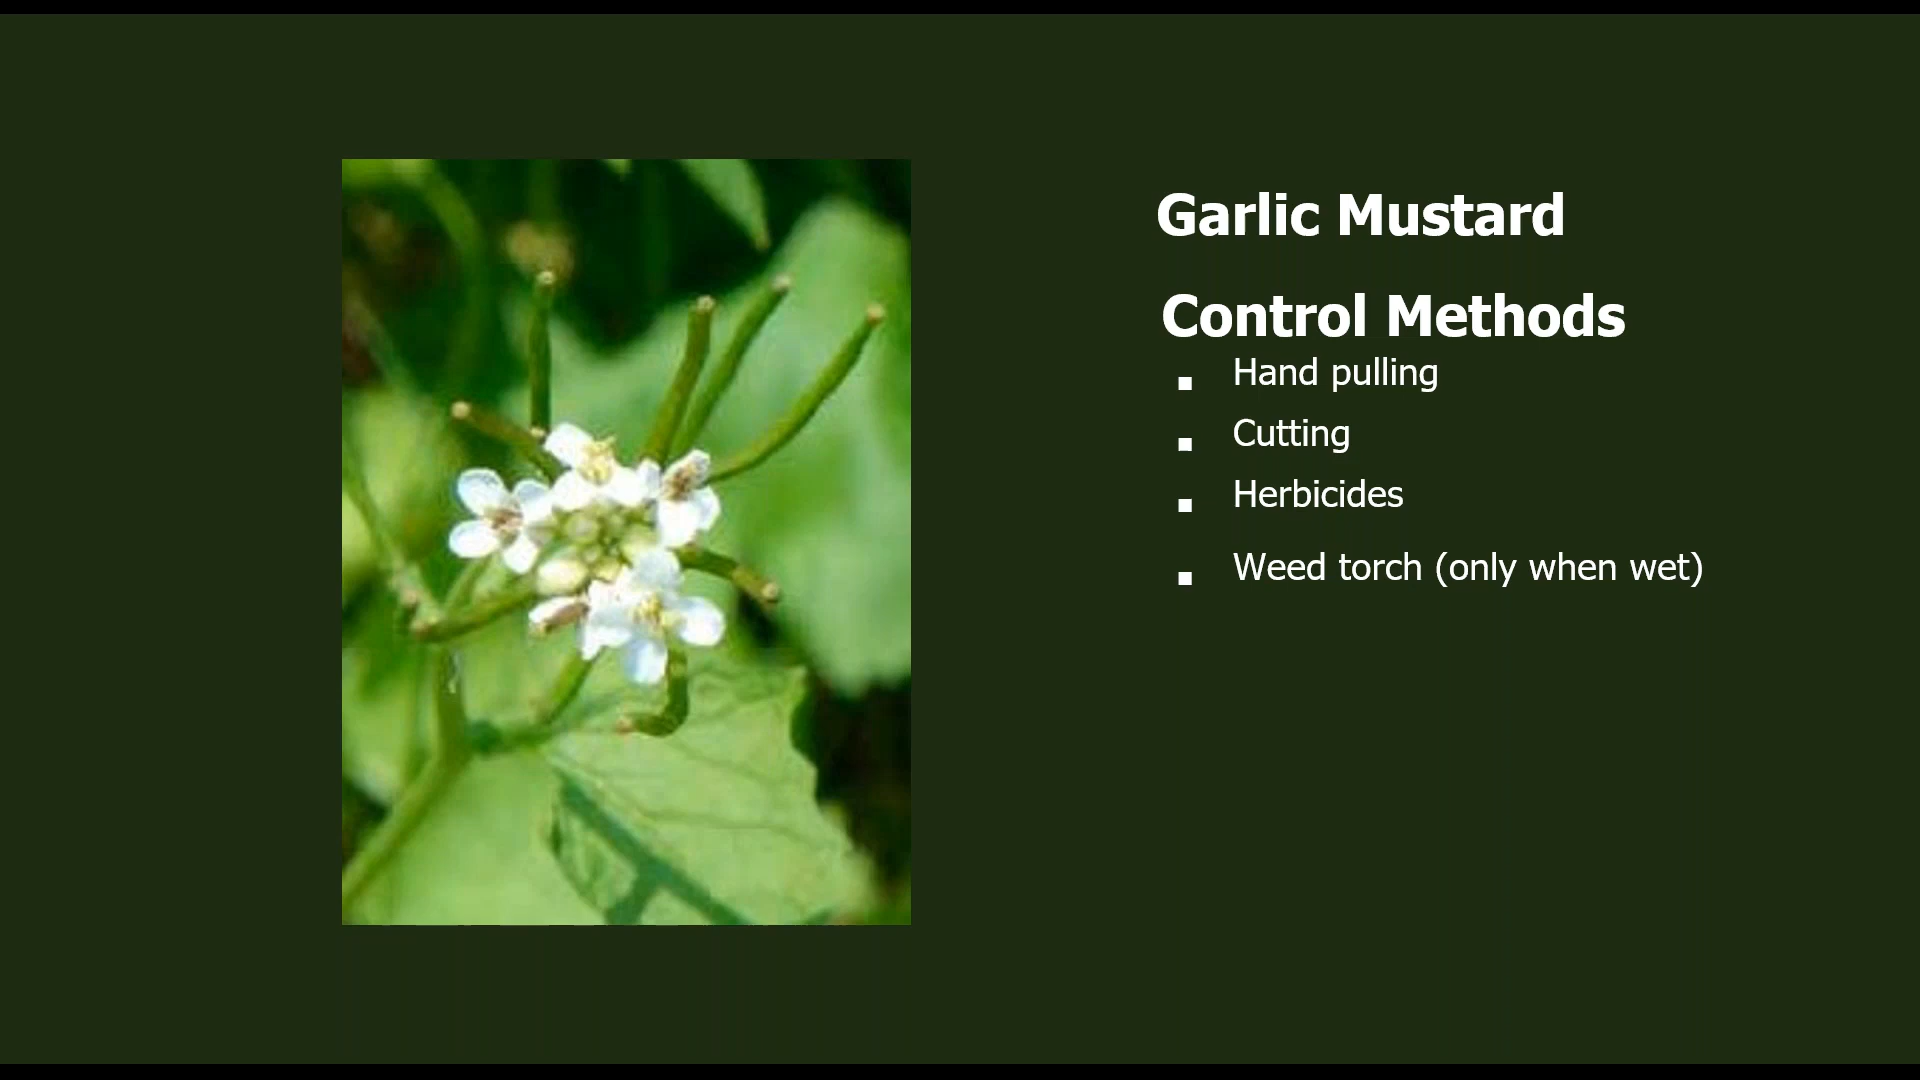 Garlic Mustard
Control Methods
▪ Hand pulling
▪ Cutting
▪ Herbicides
▪ Weed torch (only when wet)